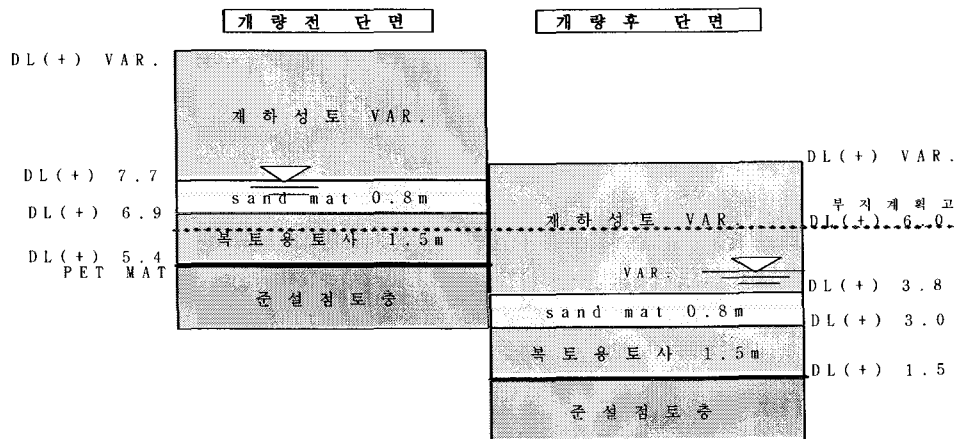 개 량 전 단 면
개 량 후 단 면
DL(+) VAR.
재 하 성 토 VAR.
DL(+) 7.7
sand mat 0.8m
DL(+) 6.9
복 토 용 토 사 1.5m
DL(+) 5.4
PET MAT
준 설 점 토 층
DL(+) VAR.
부 지 계 획 고
재 하 성 토 VAR.
DL(+) 6.0
VAR.
DL(+) 3.8
sand mat 0.8m
DL(+) 3.0
복 토 용 토 사 1.5m
DL(+) 1.5
준 설 점 토 층